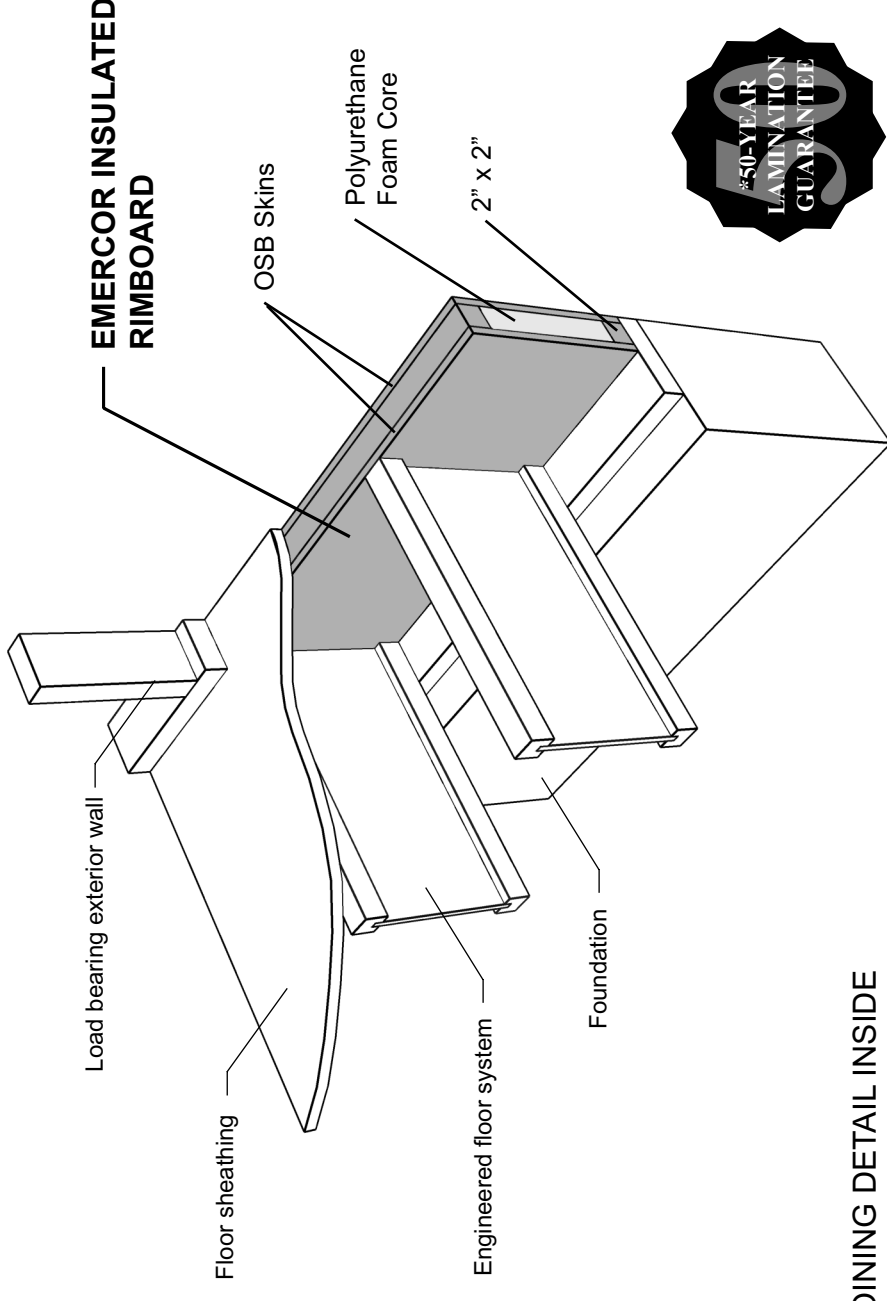 EMERCOR INSULATED
RIMBOARD
OSB Skins
Polyurethane
Foam Core
2” x 2”
Load bearing exterior wall
Floor sheathing
Engineered floor system
Foundation
50
*50-YEAR
LAMINATION
GUARANTEE
DETAIL INSIDE